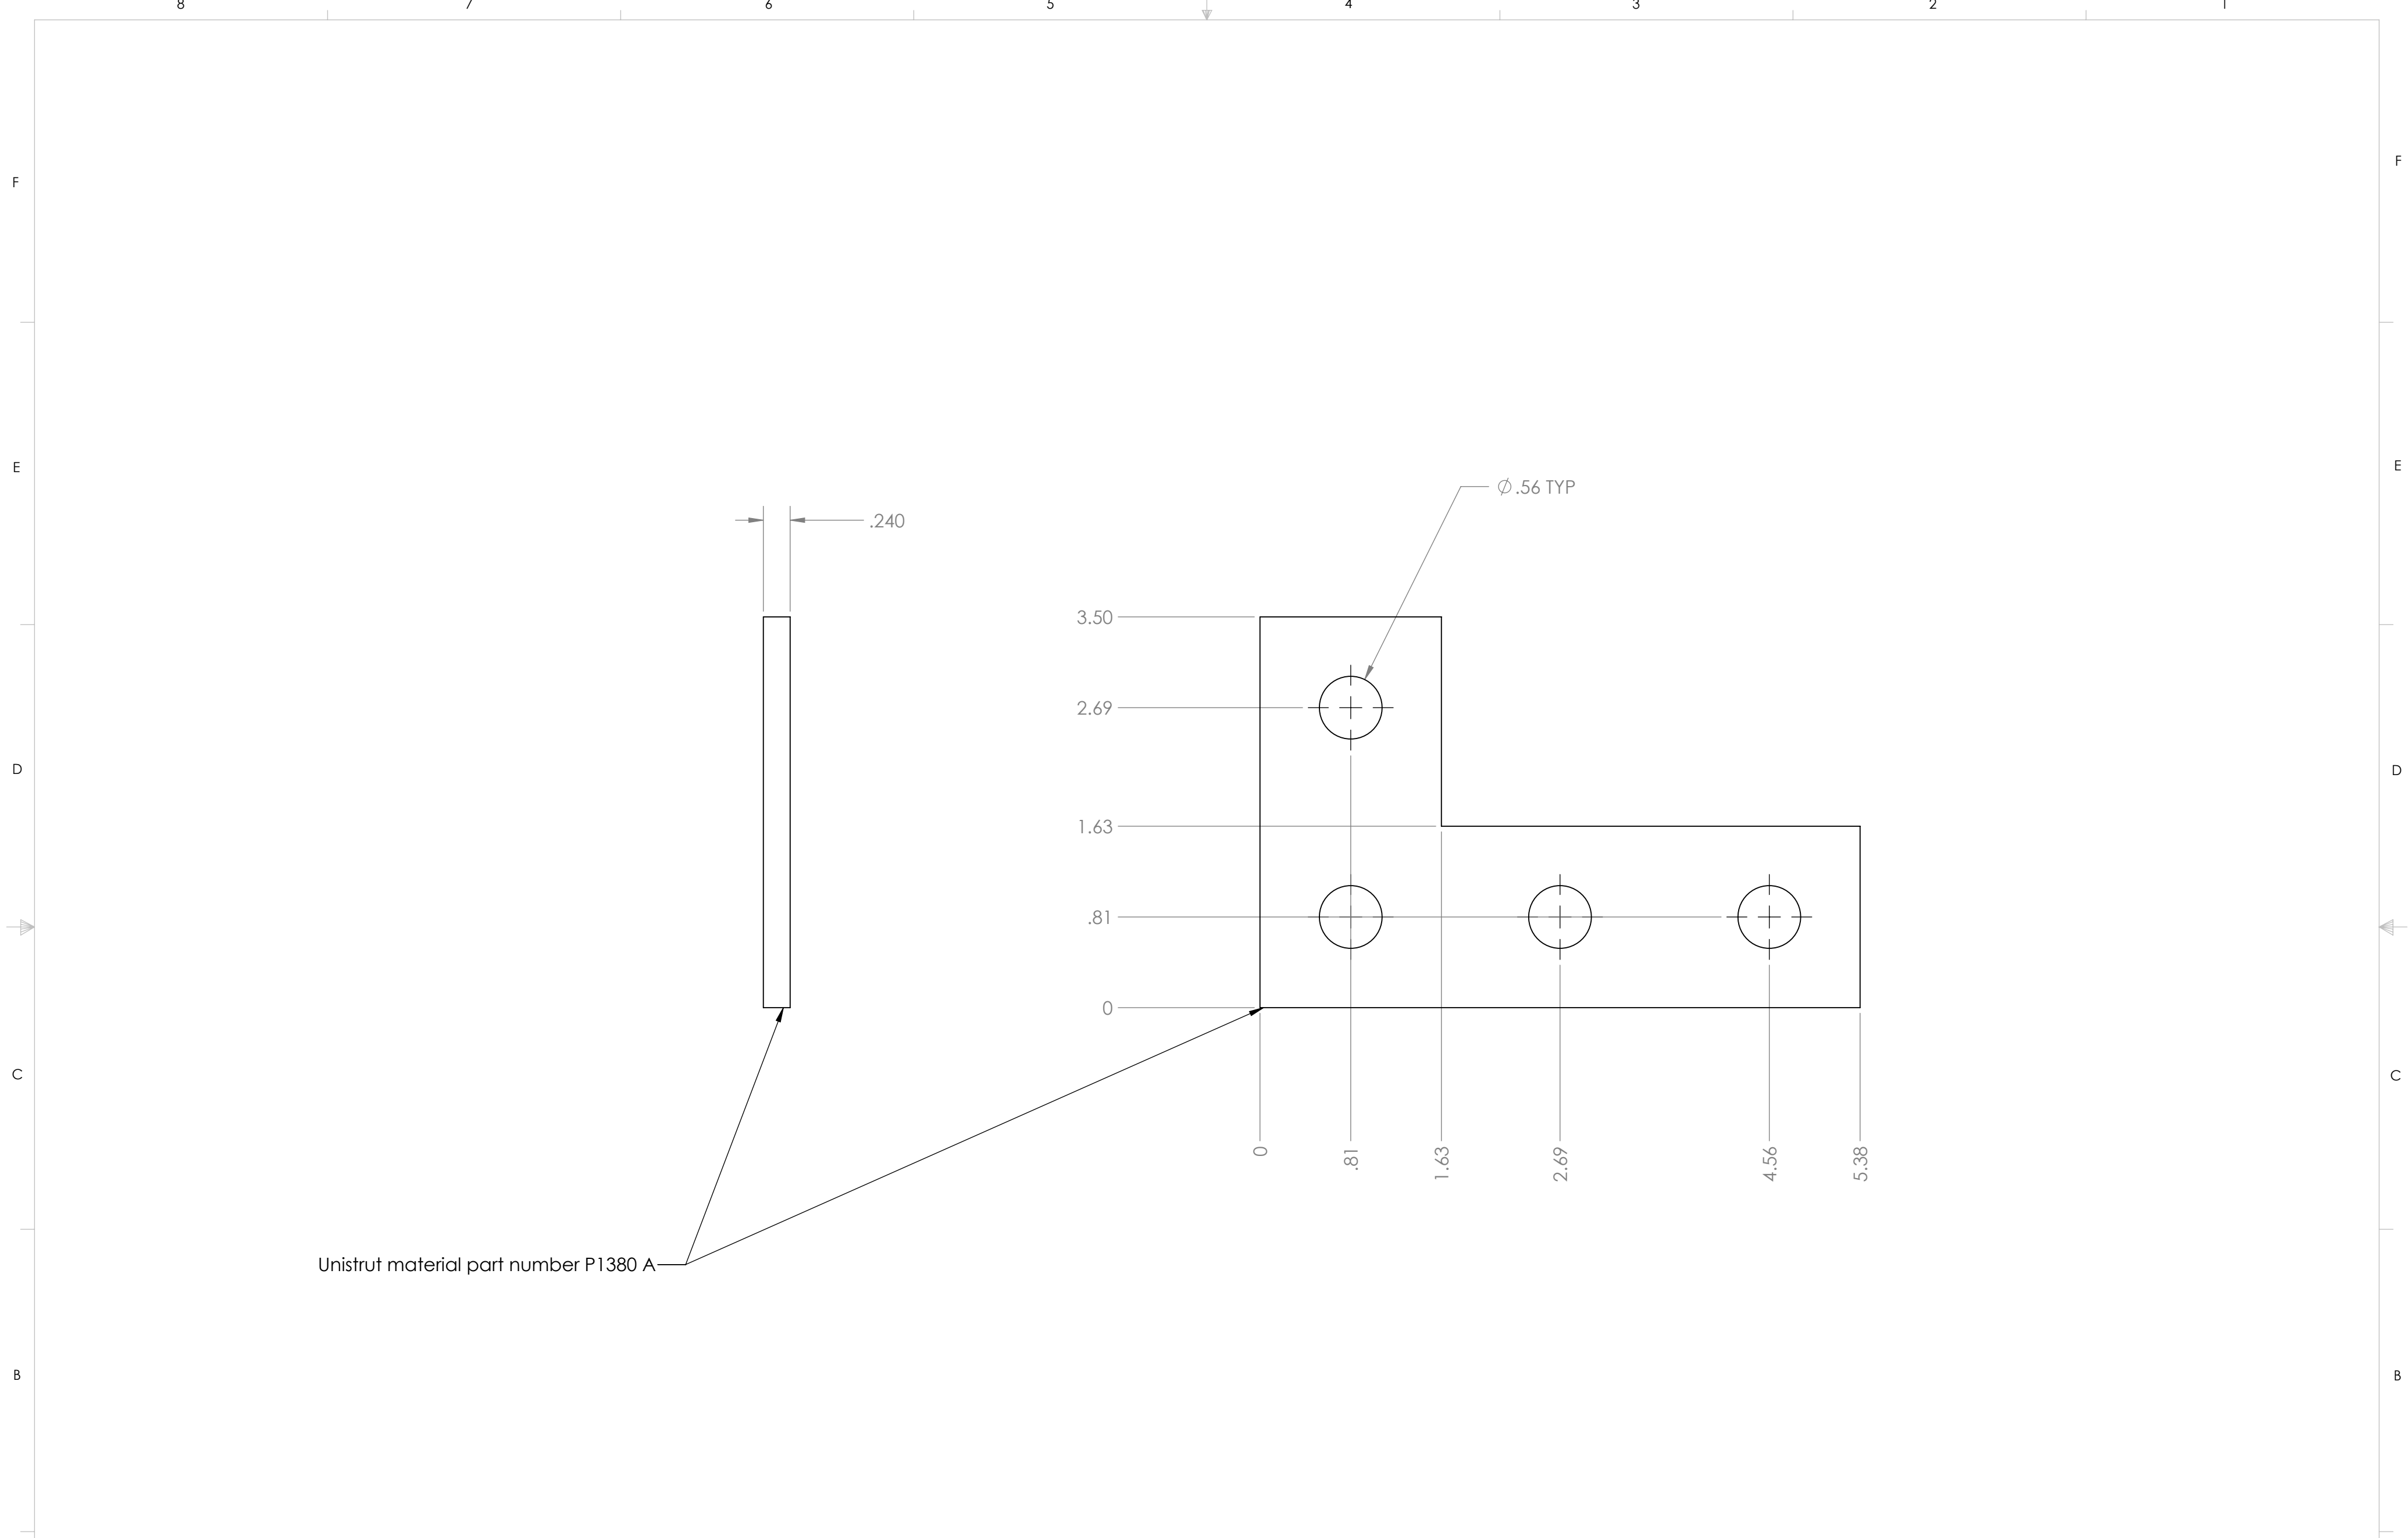 8 7 6 5 4 3 2 1
F F
E E
∅ .56 TYP
.240
3.50
2.69
D D
1.63
.81
0
C C
0 .81 1.63 2.69 4.56 5.38
Unistrut material part number P1380 A
B B